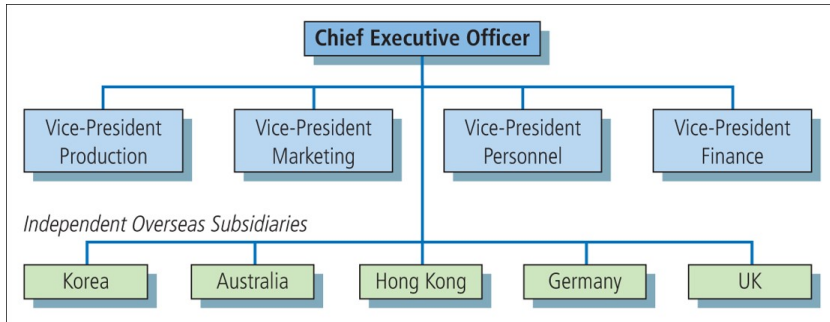 Chief Executive Officer
Vice-President
Production
Vice-President
Marketing
Vice-President
Personnel
Vice-President
Finance
Independent Overseas Subsidiaries
Korea
Australia
Hong Kong
Germany
UK